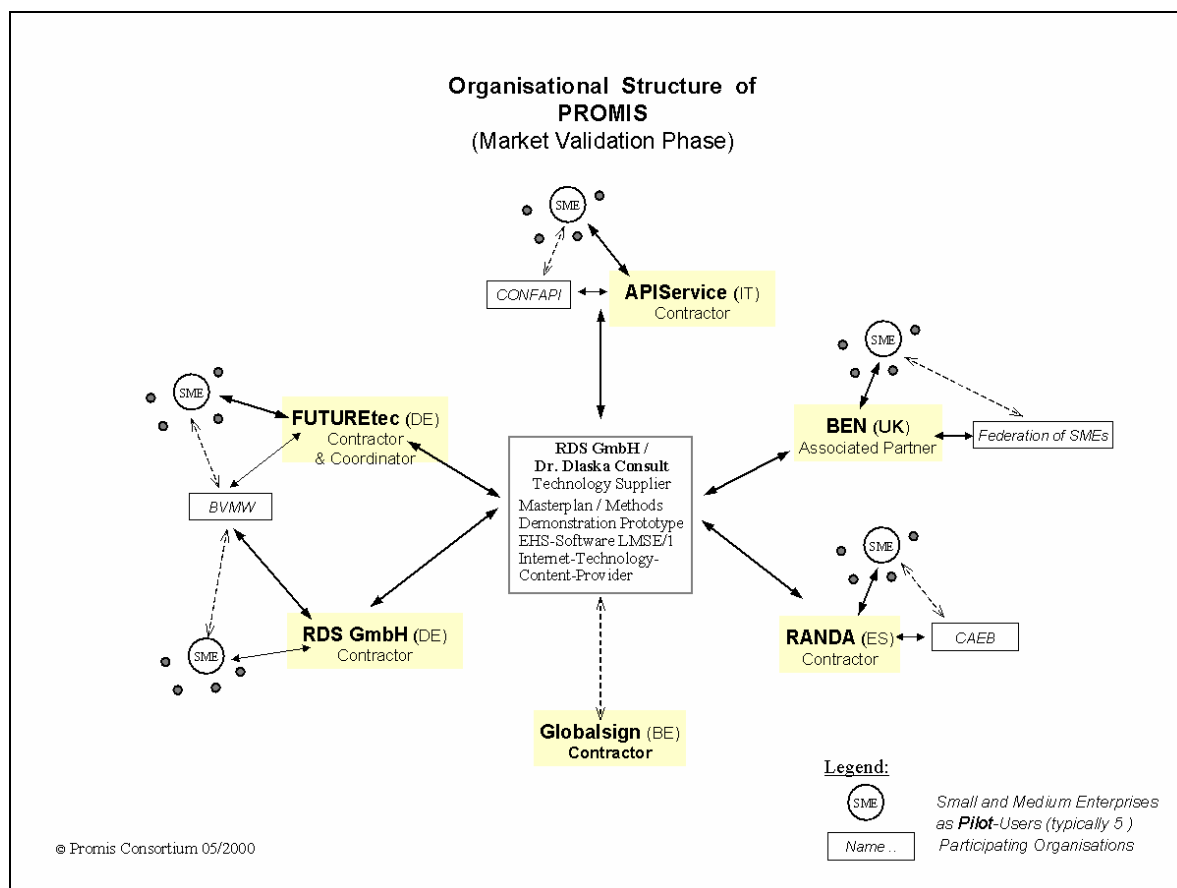 Organisational Structure of
PROMIS
(Market Validation Phase)
SME
CONFAPI
APIService (IT)
Contractor
SME
FUTUREtec (DE)
Contractor
& Coordinator
SME
BEN (UK)
Associated Partner
Federation of SMEs
BVMW
RDS GmbH /
Dr. Dlaska Consult
Technology Supplier
Masterplan / Methods
Demonstration Prototype
EHS-Software LMSE/1
Internet-Technology-
Content-Provider
SME
RANDA (ES)
Contractor
CAEB
SME
RDS GmbH (DE)
Contractor
Globalsign (BE)
Contractor
Legend:
SME
Small and Medium Enterprises
as Pilot-Users (typically 5 )
Name ..
Participating Organisations
© Promis Consortium 05/2000